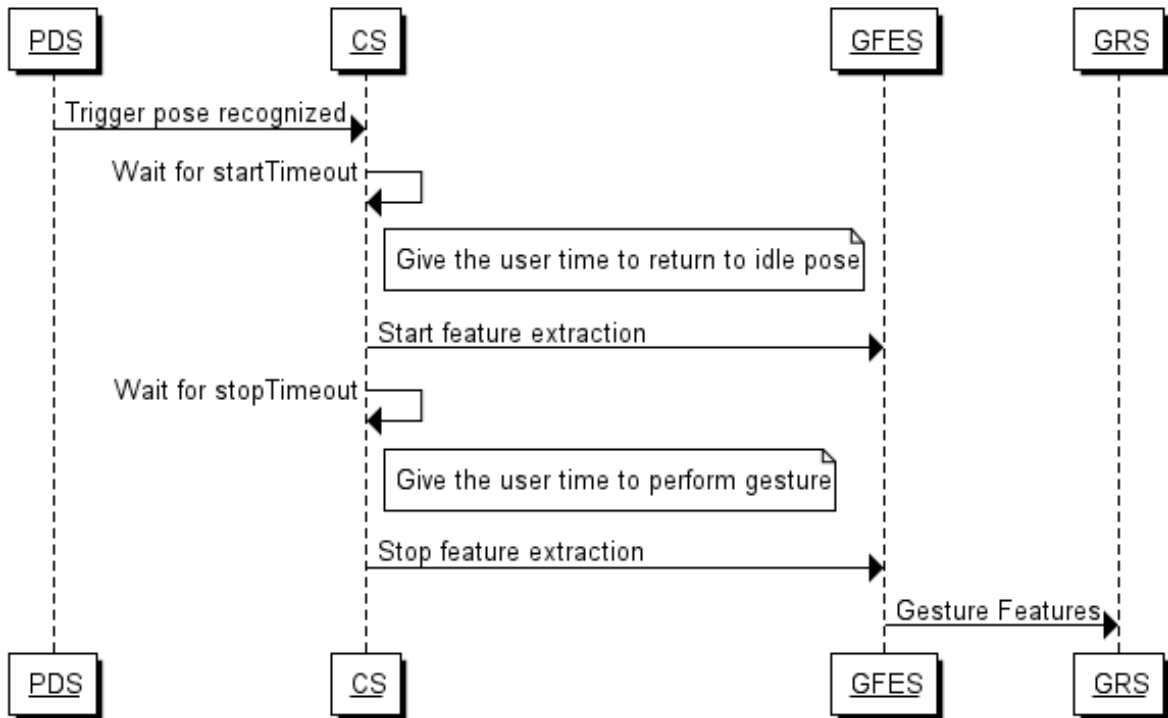 PDS CS GFES GRS
Trigger pose recognized
Wait for startTimeout
Give the user time to return to idle pose
Start feature extraction
Wait for stopTimeout
Give the user time to perform gesture
Stop feature extraction
Gesture Features
PDS CS GFES GRS